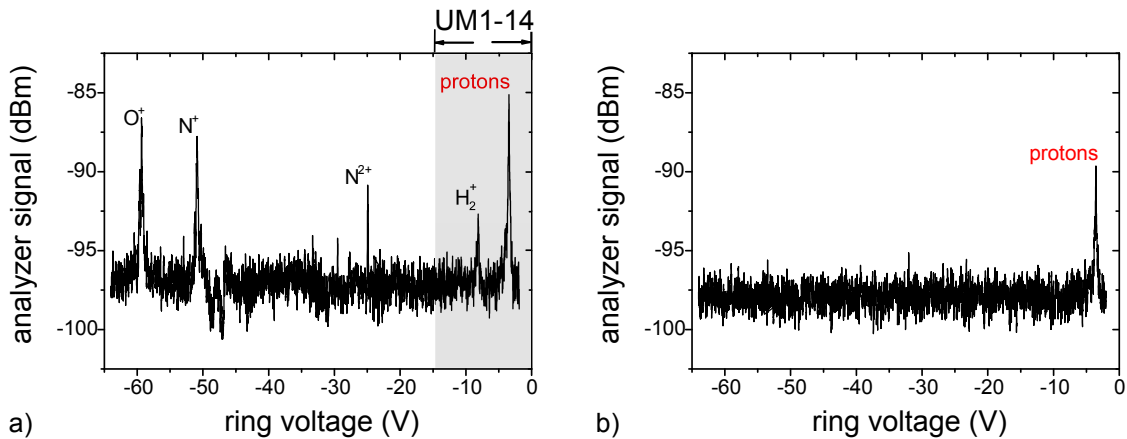 UM1-14
analyzer signal (dBm)
-85
-90
-95
-100
O⁺
N⁺
N²⁺
H₂⁺
protons
-60 -50 -40 -30 -20 -10 0
ring voltage (V)
a)
analyzer signal (dBm)
-85
-90
-95
-100
protons
-60 -50 -40 -30 -20 -10 0
ring voltage (V)
b)